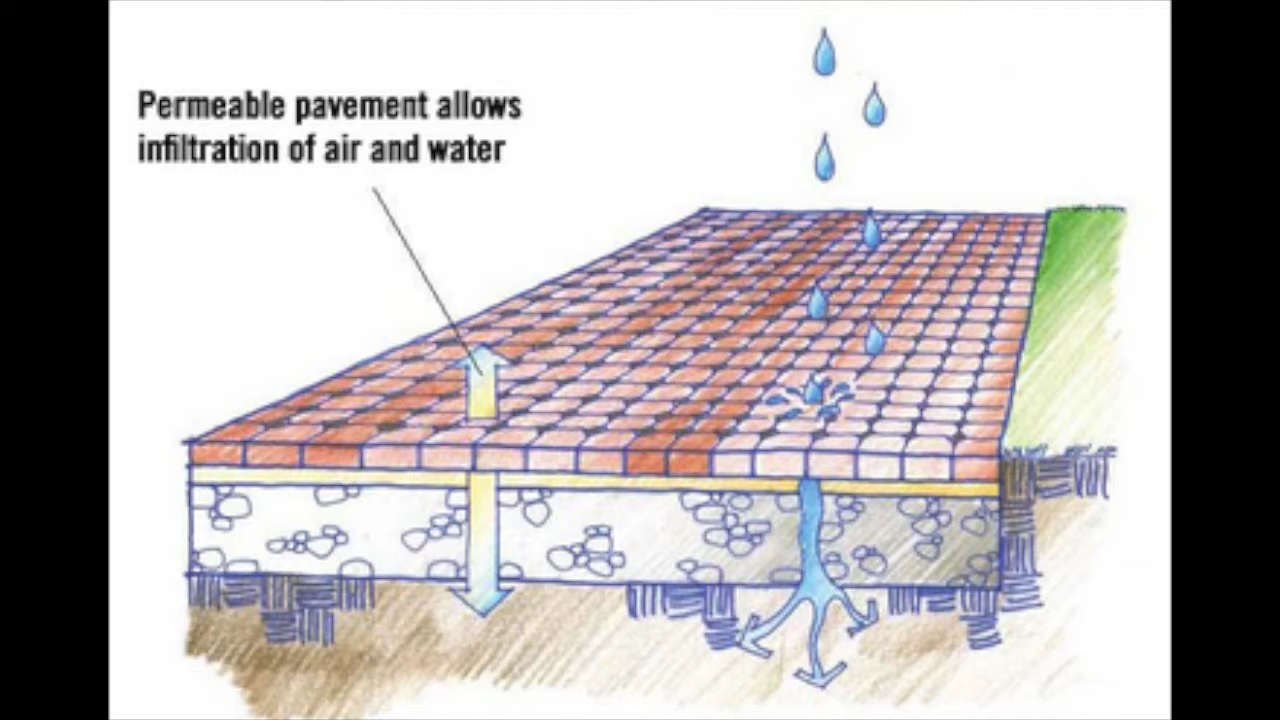 Permeable pavement allows
infiltration of air and water